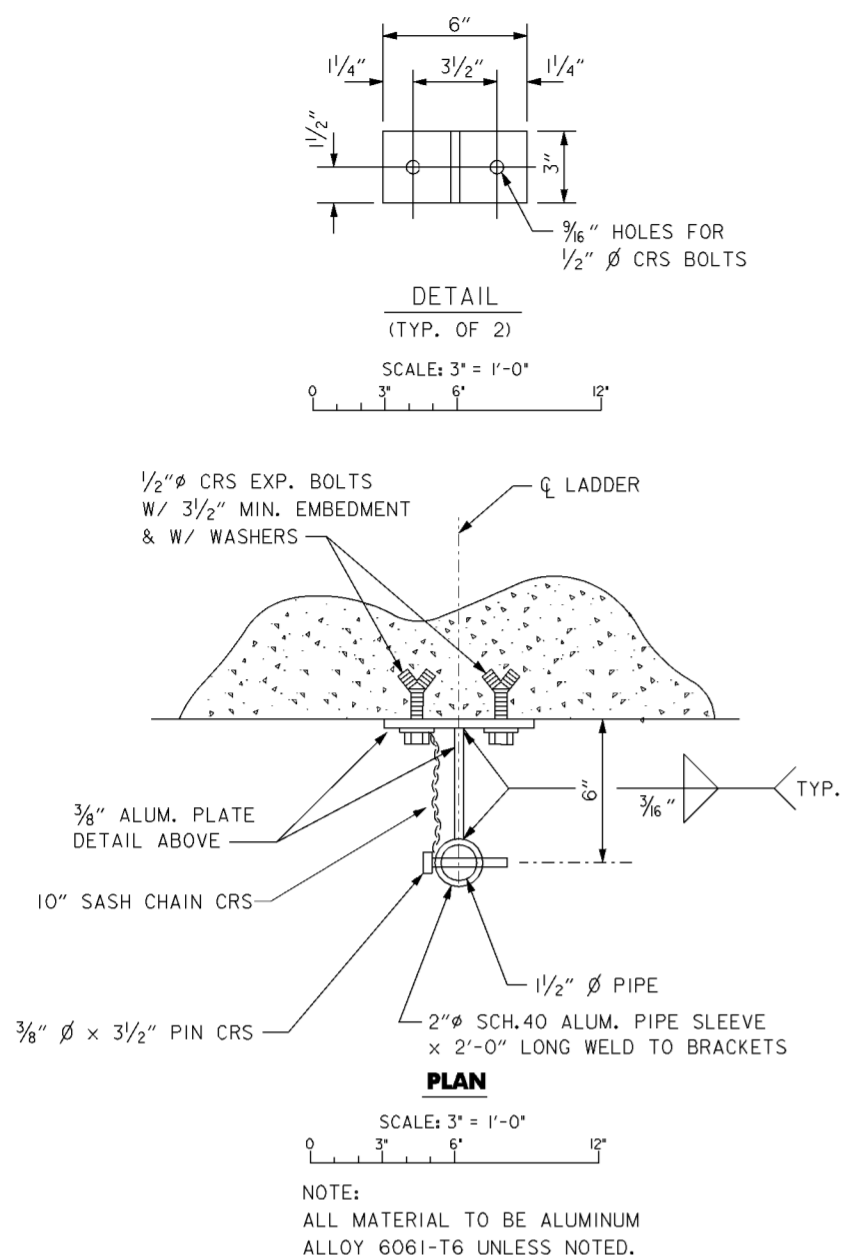 6"
1 1/4" 3 1/2" 1 1/4"
1 1/2"
3"
9/16" HOLES FOR
1/2" Ø CRS BOLTS
DETAIL
(TYP. OF 2)
SCALE: 3" = 1'-0"
0 3" 6" 12"
1/2"Ø CRS EXP. BOLTS
W/ 3 1/2" MIN. EMBEDMENT
& W/ WASHERS
℄ LADDER
6"
3/16"
TYP.
3/8" ALUM. PLATE
DETAIL ABOVE
10" SASH CHAIN CRS
1 1/2" Ø PIPE
3/8" Ø x 3 1/2" PIN CRS
2"Ø SCH.40 ALUM. PIPE SLEEVE
x 2'-0" LONG WELD TO BRACKETS
PLAN
SCALE: 3" = 1'-0"
0 3" 6" 12"
NOTE:
ALL MATERIAL TO BE ALUMINUM
ALLOY 6061-T6 UNLESS NOTED.